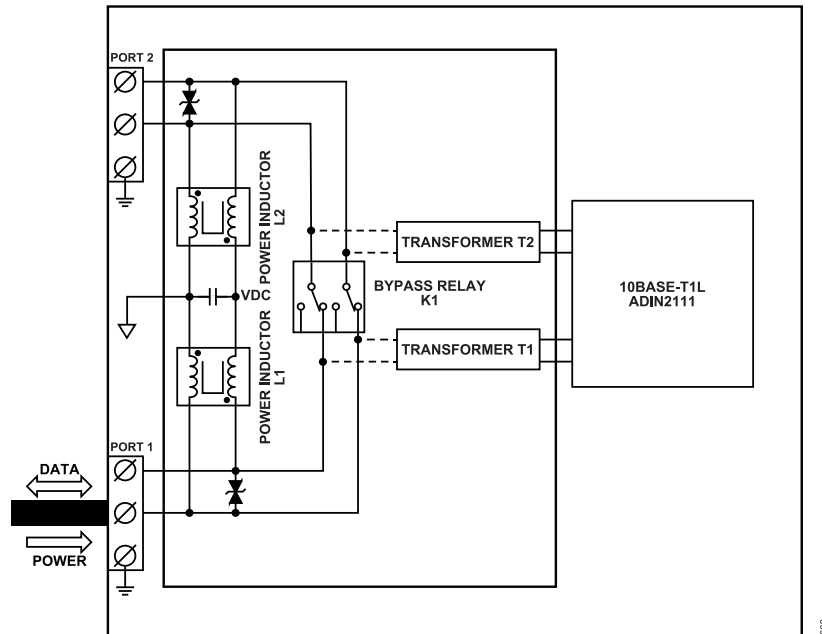 PORT 2
POWER INDUCTOR
L2
TRANSFORMER T2
VDC
BYPASS RELAY
K1
10BASE-T1L
ADIN2111
TRANSFORMER T1
POWER INDUCTOR
L1
PORT 1
DATA
POWER